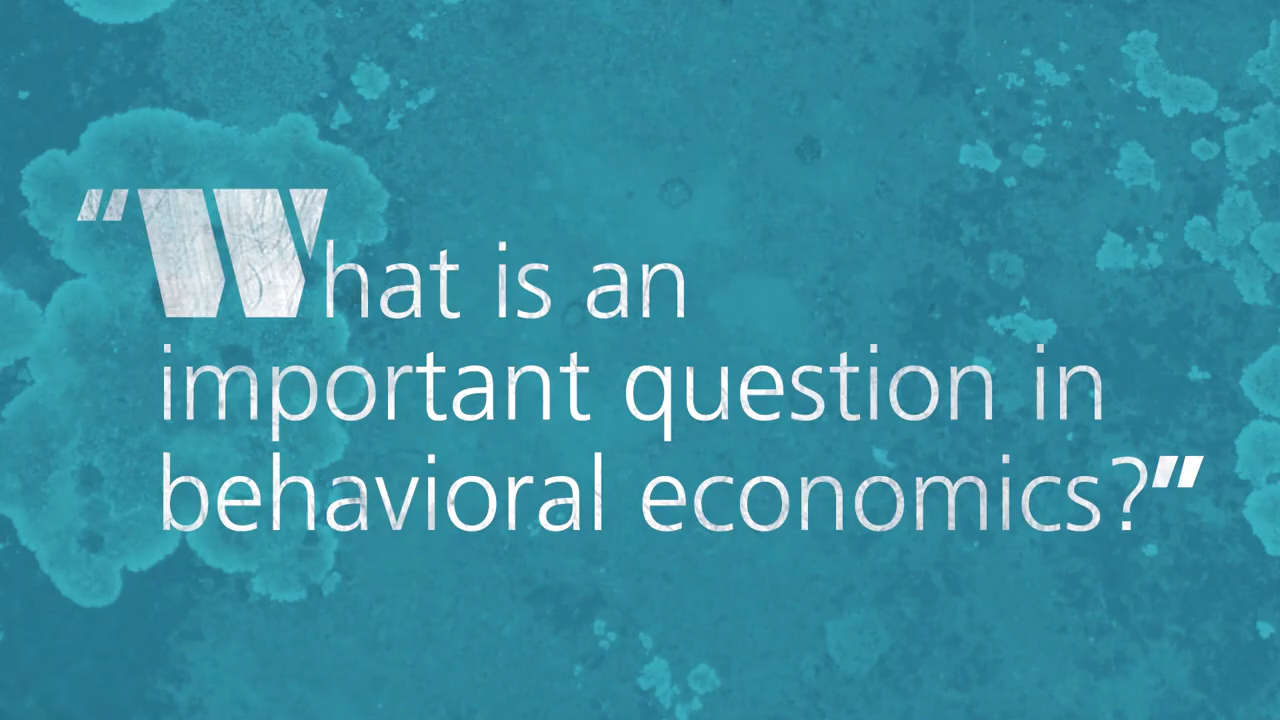 “What is an
important question in
behavioral economics?”